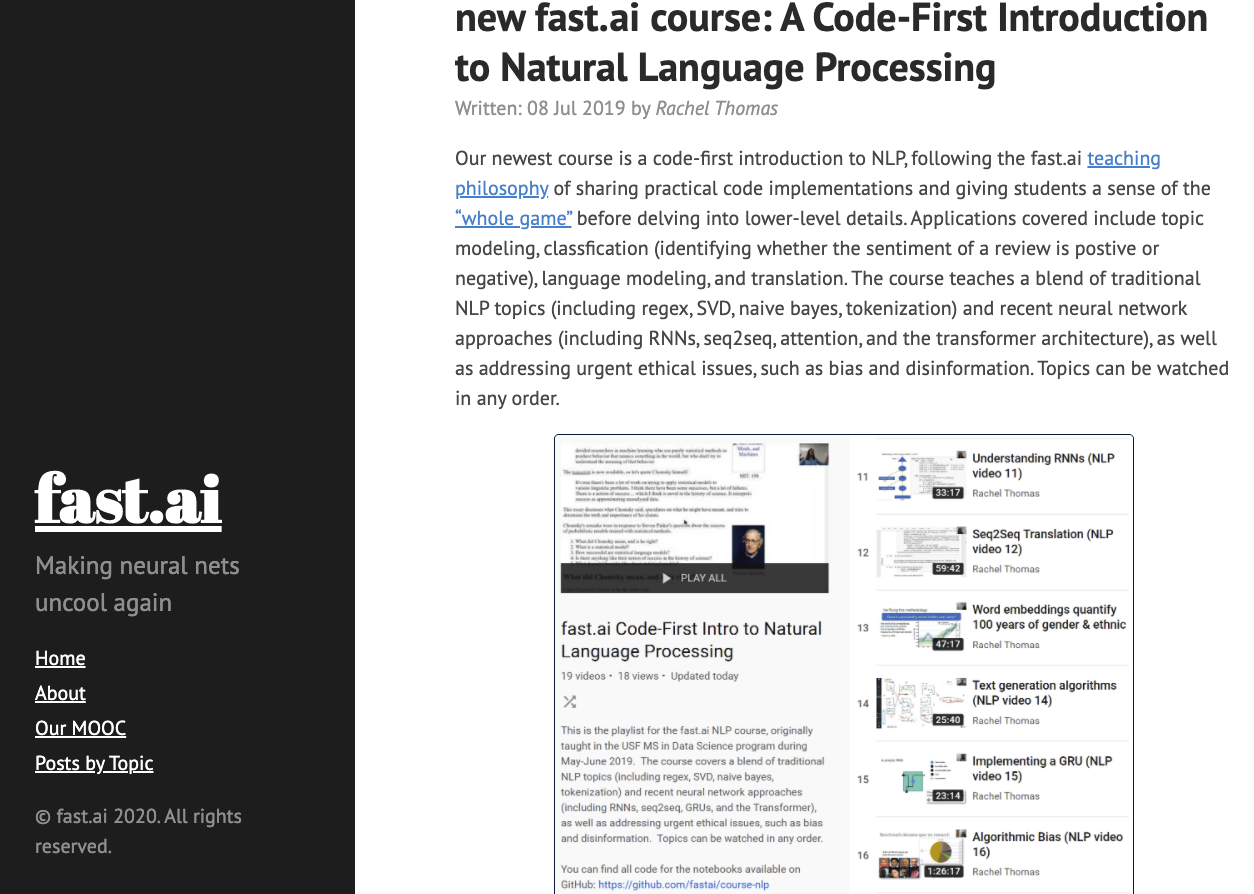 new fast.ai course: A Code-First Introduction
to Natural Language Processing
Written: 08 Jul 2019 by Rachel Thomas
Our newest course is a code-first introduction to NLP, following the fast.ai teaching
philosophy of sharing practical code implementations and giving students a sense of the
“whole game” before delving into lower-level details. Applications covered include topic
modeling, classfication (identifying whether the sentiment of a review is postive or
negative), language modeling, and translation. The course teaches a blend of traditional
NLP topics (including regex, SVD, naive bayes, tokenization) and recent neural network
approaches (including RNNs, seq2seq, attention, and the transformer architecture), as well
as addressing urgent ethical issues, such as bias and disinformation. Topics can be watched
in any order.
fast.ai
Making neural nets
uncool again
Home
About
Our MOOC
Posts by Topic
© fast.ai 2020. All rights
reserved.
PLAY ALL
fast.ai Code-First Intro to Natural
Language Processing
19 videos • 18 views • Updated today
This is the playlist for the fast.ai NLP course, originally
taught in the USF MS in Data Science program during
May-June 2019. The course covers a blend of traditional
NLP topics (including regex, SVD, naive bayes,
tokenization) and recent neural network approaches
(including RNNs, seq2seq, GRUs, and the Transformer),
as well as addressing urgent ethical issues, such as bias
and disinformation. Topics can be watched in any order.
You can find all code for the notebooks available on
GitHub: https://github.com/fastai/course-nlp
11
33:17
Understanding RNNs (NLP
video 11)
Rachel Thomas
12
59:42
Seq2Seq Translation (NLP
video 12)
Rachel Thomas
13
47:17
Word embeddings quantify
100 years of gender & ethnic
Rachel Thomas
14
25:40
Text generation algorithms
(NLP video 14)
Rachel Thomas
15
23:14
Implementing a GRU (NLP
video 15)
Rachel Thomas
16
1:26:17
Algorithmic Bias (NLP video
16)
Rachel Thomas